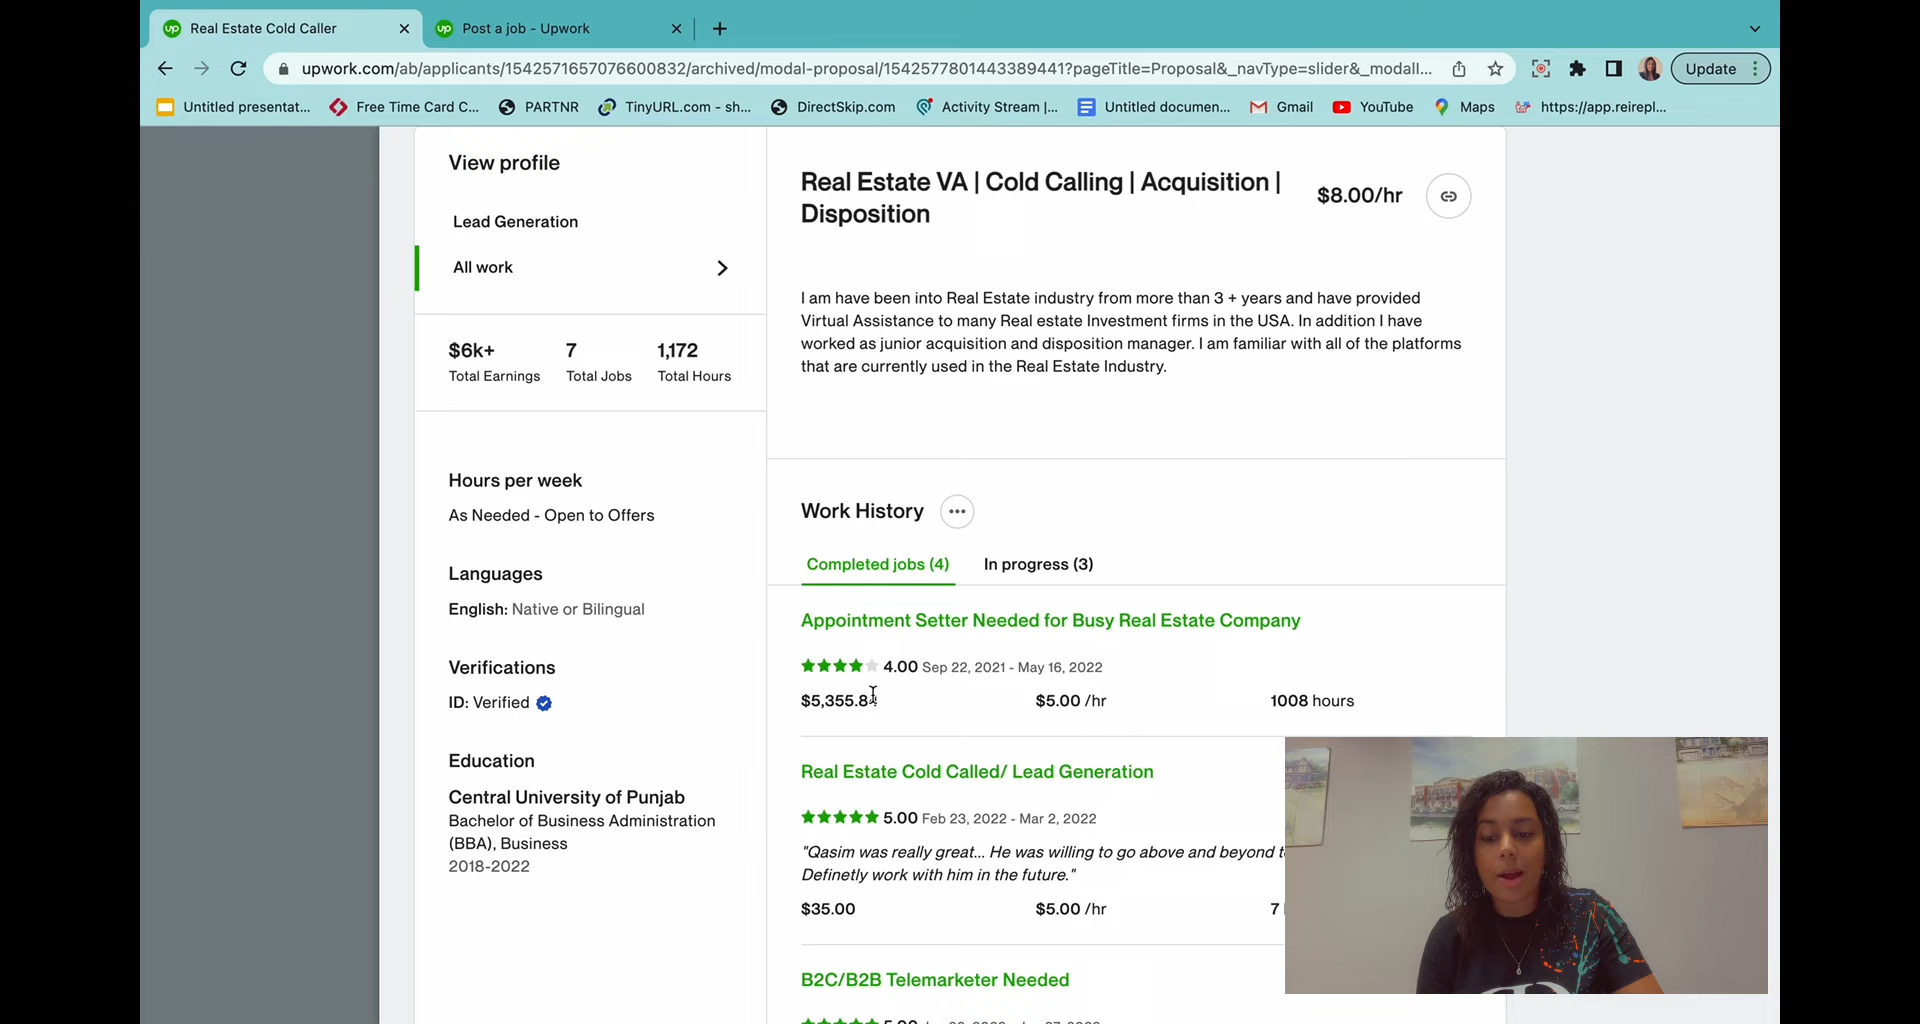 Real Estate Cold Caller
Post a job - Upwork
upwork.com/ab/applicants/1542571657076600832/archived/modal-proposal/1542577801443389441?pageTitle=Proposal&_navType=slider&_modalI...
Update
Untitled presentat...
Free Time Card C...
PARTNR
TinyURL.com - sh...
DirectSkip.com
Activity Stream |...
Untitled documen...
Gmail
YouTube
Maps
https://app.reirepl...
View profile
Lead Generation
All work
$6k+ 7 1,172
Total Earnings Total Jobs Total Hours
Hours per week
As Needed - Open to Offers
Languages
English: Native or Bilingual
Verifications
ID: Verified
Education
Central University of Punjab
Bachelor of Business Administration
(BBA), Business
2018-2022
Real Estate VA | Cold Calling | Acquisition |
Disposition
$8.00/hr
I am have been into Real Estate industry from more than 3 + years and have provided
Virtual Assistance to many Real estate Investment firms in the USA. In addition I have
worked as junior acquisition and disposition manager. I am familiar with all of the platforms
that are currently used in the Real Estate Industry.
Work History
Completed jobs (4) In progress (3)
Appointment Setter Needed for Busy Real Estate Company
4.00 Sep 22, 2021 - May 16, 2022
$5.00 /hr 1008 hours
Real Estate Cold Called/ Lead Generation
5.00 Feb 23, 2022 - Mar 2, 2022
"Qasim was really great... He was willing to go above and beyond
Definetly work with him in the future."
$35.00 $5.00 /hr 7
B2C/B2B Telemarketer Needed